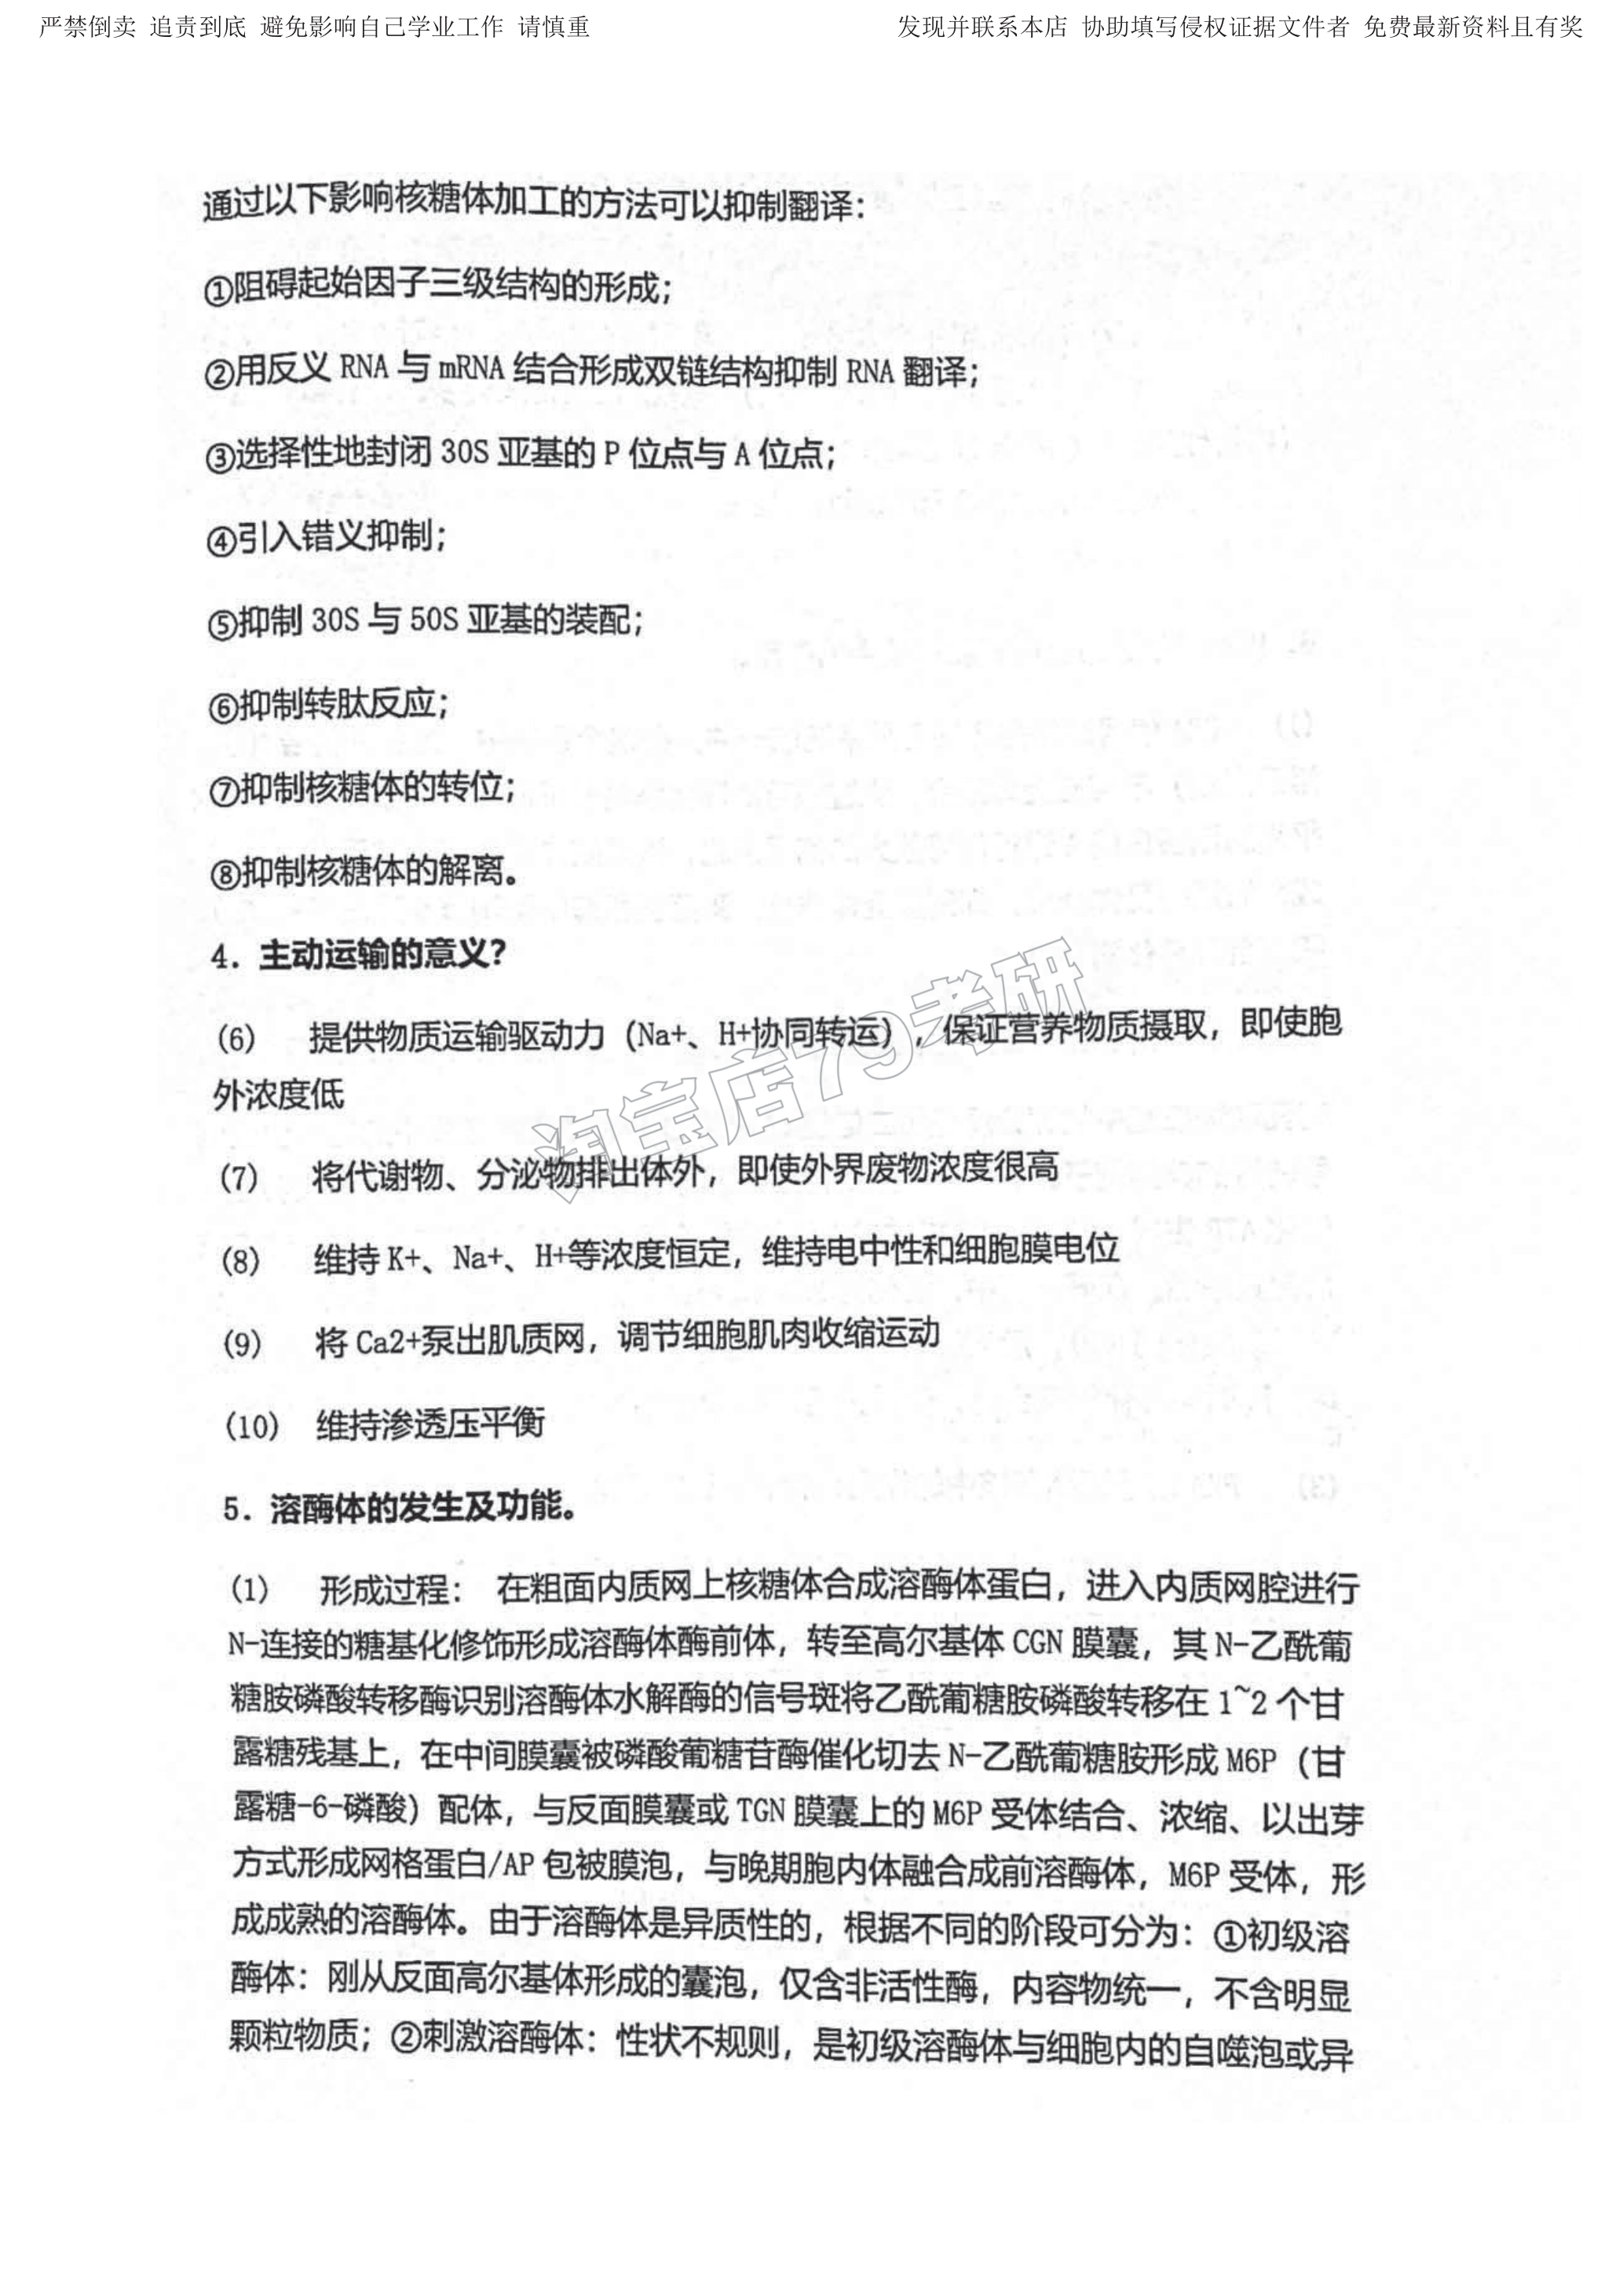 严禁倒卖 追责到底 避免影响自己学业工作 请慎重
发现并联系本店 协助填写侵权证据文件者 免费最新资料且有奖
通过以下影响核糖体加工的方法可以抑制翻译：
①阻碍起始因子三级结构的形成；
②用反义 RNA 与 mRNA 结合形成双链结构抑制 RNA 翻译；
③选择性地封闭 30S 亚基的 P 位点与 A 位点；
④引入错义抑制；
⑤抑制 30S 与 50S 亚基的装配；
⑥抑制转肽反应；
⑦抑制核糖体的转位；
⑧抑制核糖体的解离。
4. 主动运输的意义?
(6) 提供物质运输驱动力（Na+、H+协同转运），保证营养物质摄取，即使胞
外浓度低
淘宝店79考研
(7) 将代谢物、分泌物排出体外，即使外界废物浓度很高
(8) 维持 K+、Na+、H+等浓度恒定，维持电中性和细胞膜电位
(9) 将 Ca2+泵出肌质网，调节细胞肌肉收缩运动
(10) 维持渗透压平衡
5. 溶酶体的发生及功能。
(1) 形成过程： 在粗面内质网上核糖体合成溶酶体蛋白，进入内质网腔进行
N-连接的糖基化修饰形成溶酶体酶前体，转至高尔基体 CGN 膜囊，其 N-乙酰葡
糖胺磷酸转移酶识别溶酶体水解酶的信号斑将乙酰葡糖胺磷酸转移在 1~2 个甘
露糖残基上，在中间膜囊被磷酸葡糖苷酶催化切去 N-乙酰葡糖胺形成 M6P（甘
露糖-6-磷酸）配体，与反面膜囊或 TGN 膜囊上的 M6P 受体结合、浓缩、以出芽
方式形成网格蛋白/AP 包被膜泡，与晚期胞内体融合成前溶酶体，M6P 受体，形
成成熟的溶酶体。由于溶酶体是异质性的，根据不同的阶段可分为：①初级溶
酶体：刚从反面高尔基体形成的囊泡，仅含非活性酶，内容物统一，不含明显
颗粒物质；②刺激溶酶体：性状不规则，是初级溶酶体与细胞内的自噬泡或异